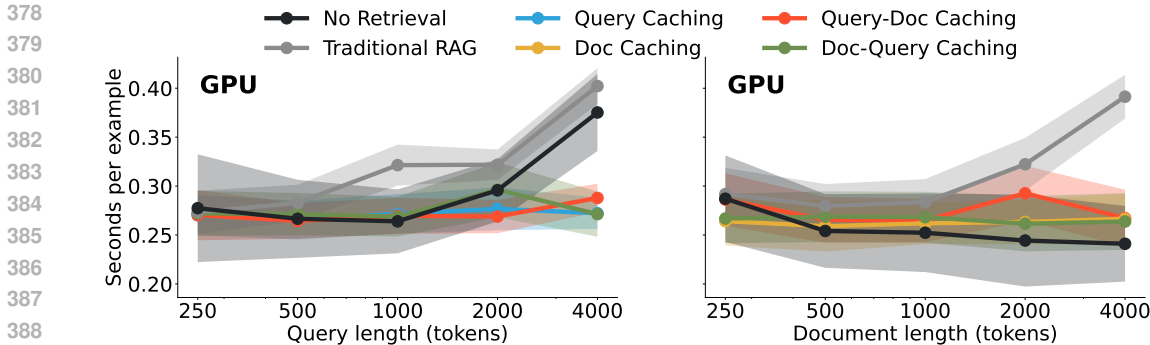 378
379
380
381
382
383
384
385
386
387
388
No Retrieval
Traditional RAG
Query Caching
Doc Caching
Query-Doc Caching
Doc-Query Caching
GPU
Seconds per example
0.40
0.35
0.30
0.25
0.20
250 500 1000 2000 4000
Query length (tokens)
GPU
250 500 1000 2000 4000
Document length (tokens)